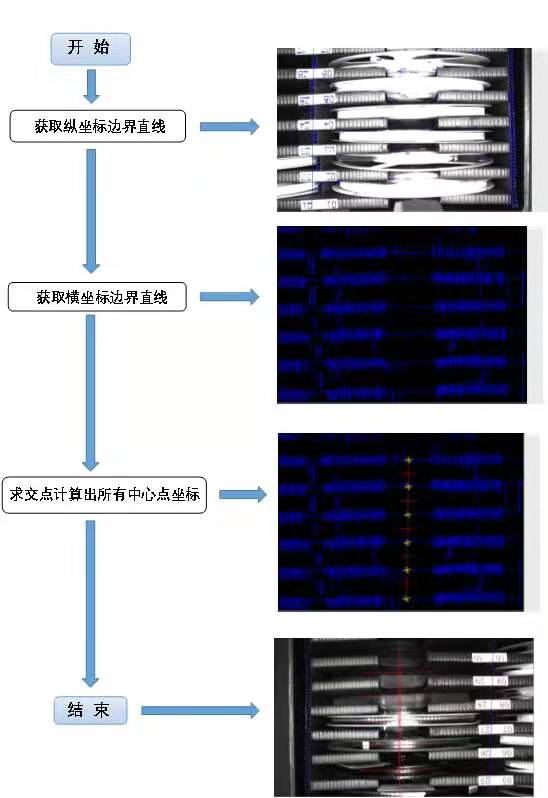 开 始
获取纵坐标边界直线
获取横坐标边界直线
求交点计算出所有中心点坐标
结 束